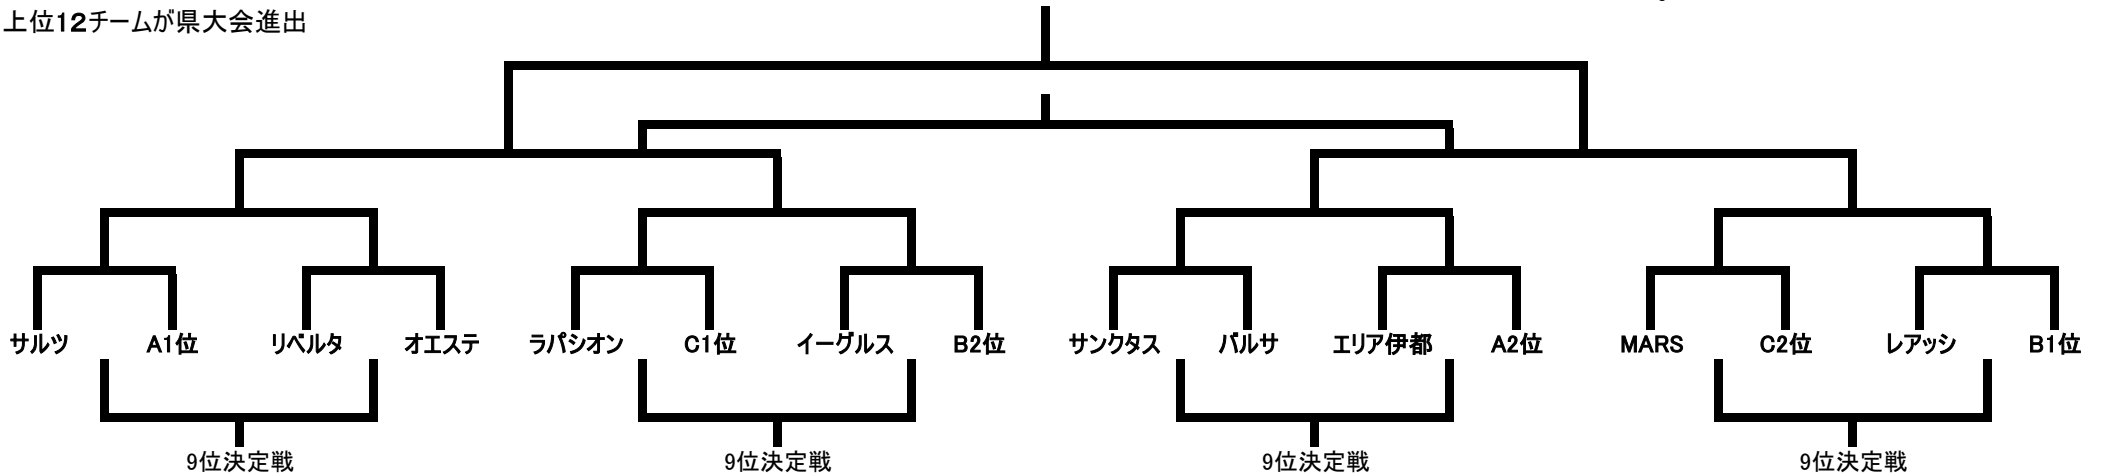 上位12チームが県大会進出
サルツ A1位 リベルタ オエステ ラパシオン C1位 イーグルス B2位 サンクタス バルサ エリア伊都 A2位 MARS C2位 レアッシ B1位
9位決定戦 9位決定戦 9位決定戦 9位決定戦